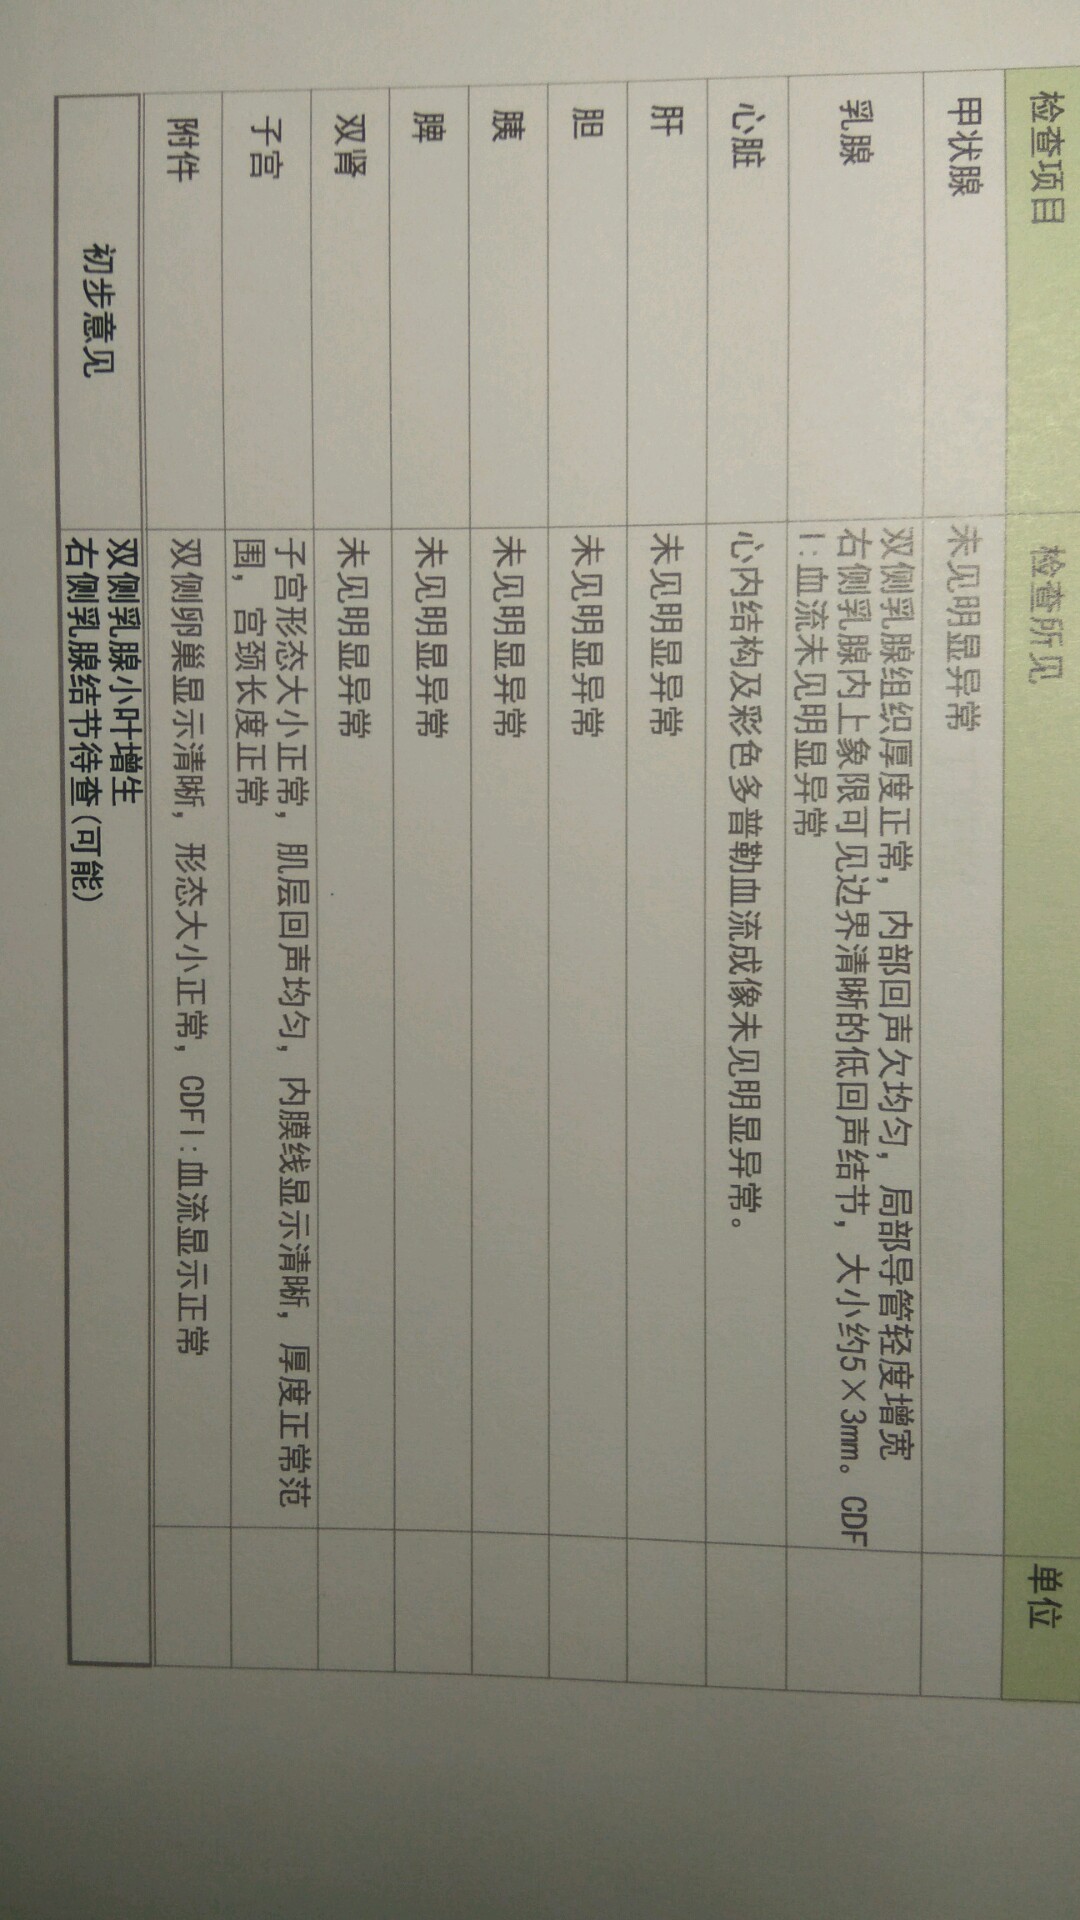 检查项目 检查所见 单位
甲状腺 未见明显异常
乳腺 双侧乳腺组织厚度正常，内部回声欠均匀，局部导管轻度增宽
右侧乳腺内上象限可见边界清晰的低回声结节，大小约5×3mm。CDF
I:血流未见明显异常
心脏 心内结构及彩色多普勒血流成像未见明显异常。
肝 未见明显异常
胆 未见明显异常
胰 未见明显异常
脾 未见明显异常
双肾 未见明显异常
子宫 子宫形态大小正常，肌层回声均匀，内膜线显示清晰，厚度正常范
围，宫颈长度正常
附件 双侧卵巢显示清晰，形态大小正常，CDFI:血流显示正常
初步意见 双侧乳腺小叶增生
右侧乳腺结节待查(可能)